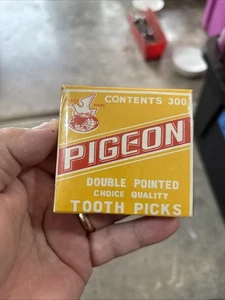 CONTENTS 300
PIGEON
DOUBLE POINTED
CHOICE QUALITY
TOOTH PICKS